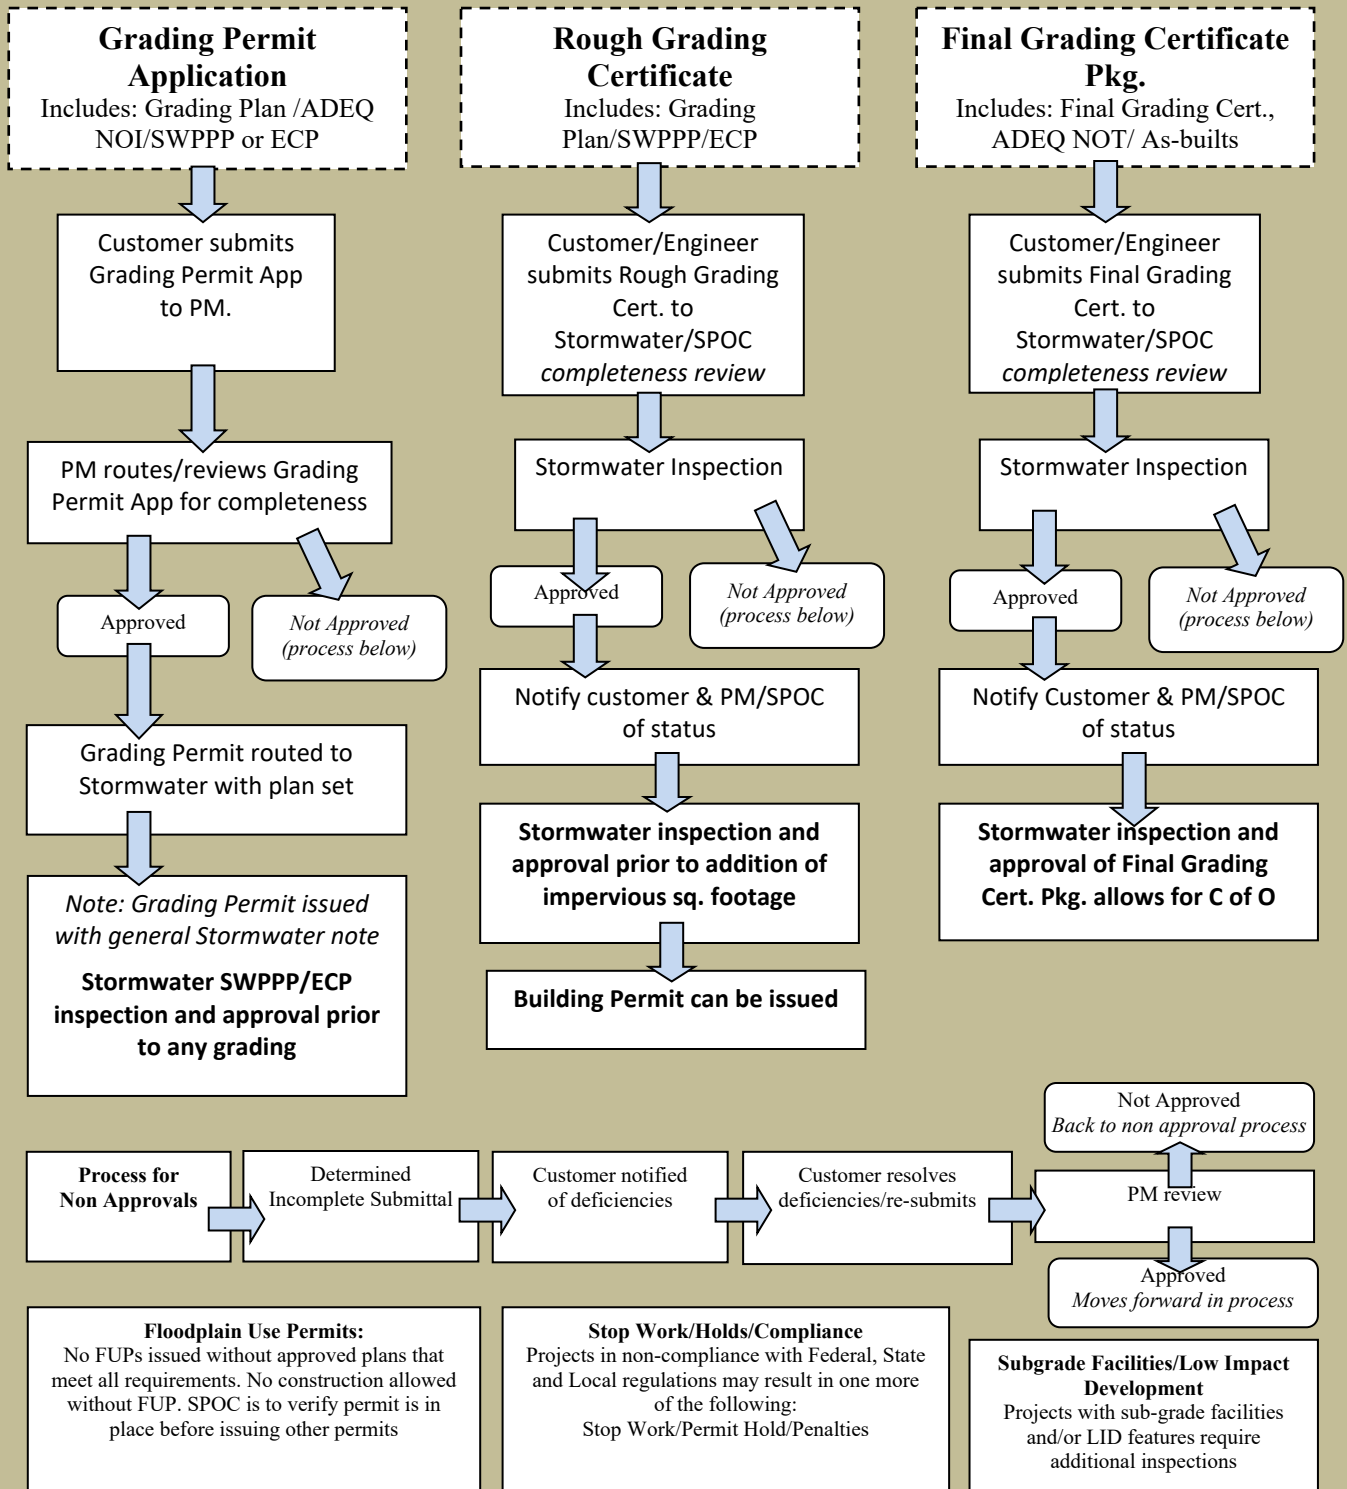 Grading Permit
Application
Includes: Grading Plan /ADEQ
NOI/SWPPP or ECP
Customer submits
Grading Permit App
to PM.
PM routes/reviews Grading
Permit App for completeness
Approved
Not Approved
(process below)
Grading Permit routed to
Stormwater with plan set
Note: Grading Permit issued
with general Stormwater note
Stormwater SWPPP/ECP
inspection and approval prior
to any grading
Rough Grading
Certificate
Includes: Grading
Plan/SWPPP/ECP
Customer/Engineer
submits Rough Grading
Cert. to
Stormwater/SPOC
completeness review
Stormwater Inspection
Approved
Not Approved
(process below)
Notify customer & PM/SPOC
of status
Stormwater inspection and
approval prior to addition of
impervious sq. footage
Building Permit can be issued
Final Grading Certificate
Pkg.
Includes: Final Grading Cert.,
ADEQ NOT/ As-builts
Customer/Engineer
submits Final Grading
Cert. to
Stormwater/SPOC
completeness review
Stormwater Inspection
Approved
Not Approved
(process below)
Notify Customer & PM/SPOC
of status
Stormwater inspection and
approval of Final Grading
Cert. Pkg. allows for C of O
Process for
Non Approvals
Determined
Incomplete Submittal
Customer notified
of deficiencies
Customer resolves
deficiencies/re-submits
Not Approved
Back to non approval process
PM review
Approved
Moves forward in process
Floodplain Use Permits:
No FUPs issued without approved plans that
meet all requirements. No construction allowed
without FUP. SPOC is to verify permit is in
place before issuing other permits
Stop Work/Holds/Compliance
Projects in non-compliance with Federal, State
and Local regulations may result in one more
of the following:
Stop Work/Permit Hold/Penalties
Subgrade Facilities/Low Impact
Development
Projects with sub-grade facilities
and/or LID features require
additional inspections